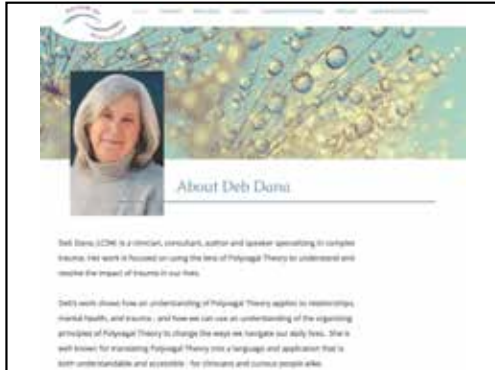 About Deb Dana
Deb Dana, LCSW, is a clinician, consultant, author and speaker specializing in complex
trauma. Her work is focused on using the lens of Polyvagal Theory to understand and
resolve the impact of trauma in our lives.
Deb's work shows how an understanding of Polyvagal Theory applies to relationships,
mental health, and trauma - and how we can use an understanding of the organizing
principles of Polyvagal Theory to change the ways we navigate our daily lives. She is
well known for translating Polyvagal Theory into a language and application that is
both understandable and accessible - for clinicians and curious people alike.